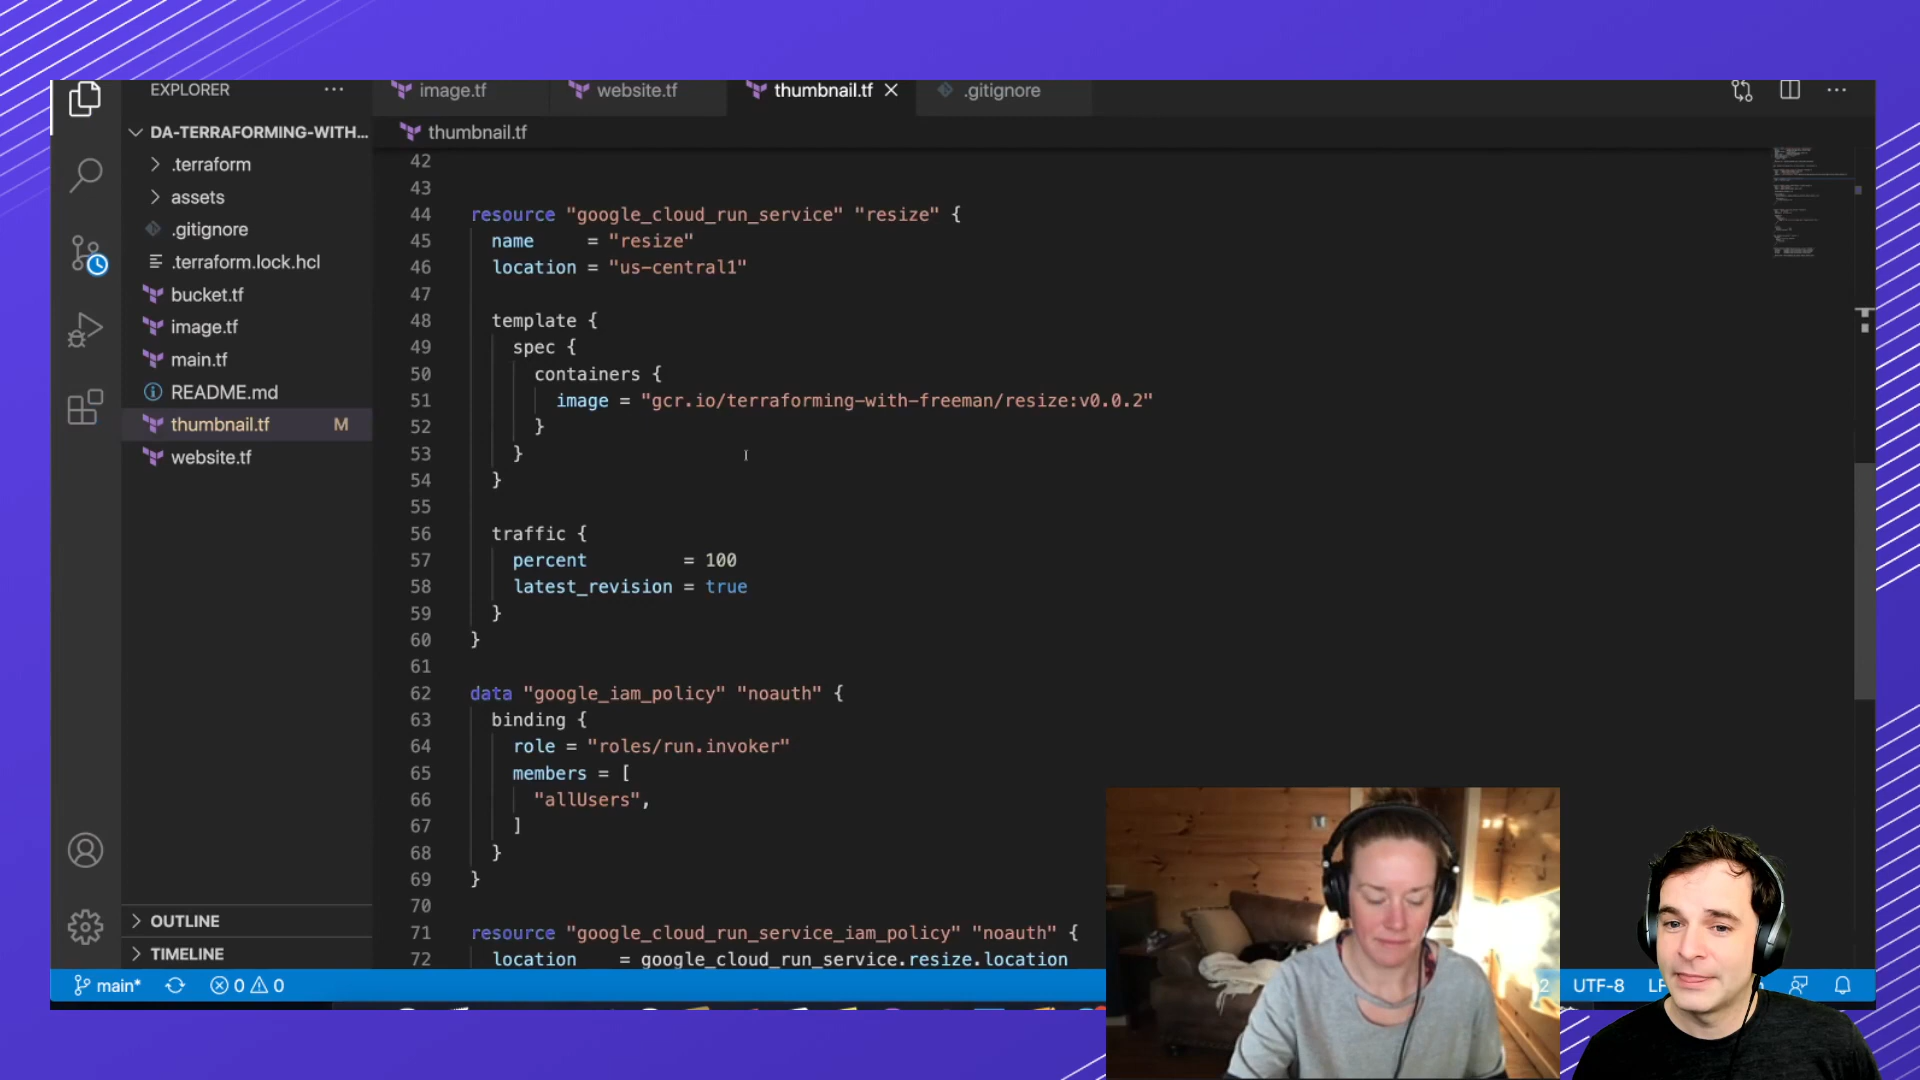 EXPLORER
image.tf
website.tf
thumbnail.tf
.gitignore
DA-TERRAFORMING-WITH...
.terraform
assets
.gitignore
.terraform.lock.hcl
bucket.tf
image.tf
main.tf
README.md
thumbnail.tf M
website.tf
OUTLINE
TIMELINE
thumbnail.tf
42
43
44 resource "google_cloud_run_service" "resize" {
45 name = "resize"
46 location = "us-central1"
47
48 template {
49 spec {
50 containers {
51 image = "gcr.io/terraforming-with-freeman/resize:v0.0.2"
52 }
53 }
54 }
55
56 traffic {
57 percent = 100
58 latest_revision = true
59 }
60 }
61
62 data "google_iam_policy" "noauth" {
63 binding {
64 role = "roles/run.invoker"
65 members = [
66 "allUsers",
67 ]
68 }
69 }
70
71 resource "google_cloud_run_service_iam_policy" "noauth" {
72 location = google_cloud_run_service.resize.location
main* 0 0 2 UTF-8 LF